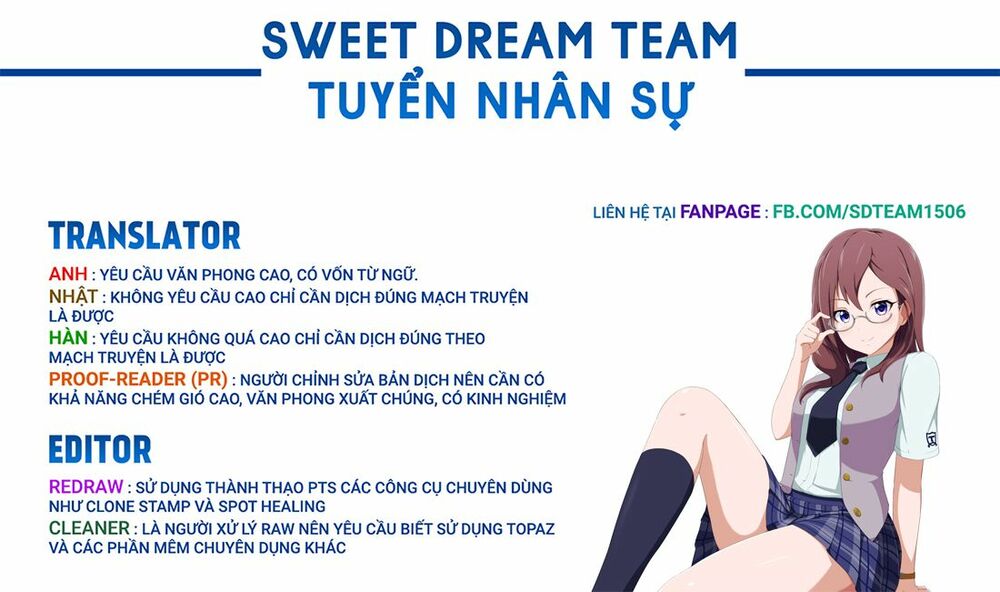 SWEET DREAM TEAM
TUYỂN NHÂN SỰ
LIÊN HỆ TẠI FANPAGE : FB.COM/SDTEAM1506
TRANSLATOR
ANH : YÊU CẦU VĂN PHONG CAO, CÓ VỐN TỪ NGỮ.
NHẬT : KHÔNG YÊU CẦU CAO CHỈ CẦN DỊCH ĐÚNG MẠCH TRUYỆN
LÀ ĐƯỢC
HÀN : YÊU CẦU KHÔNG QUÁ CAO CHỈ CẦN DỊCH ĐÚNG THEO
MẠCH TRUYỆN LÀ ĐƯỢC
PROOF-READER (PR) : NGƯỜI CHỈNH SỬA BẢN DỊCH NÊN CẦN CÓ
KHẢ NĂNG CHÉM GIÓ CAO, VĂN PHONG XUẤT CHÚNG, CÓ KINH NGHIỆM
EDITOR
REDRAW : SỬ DỤNG THÀNH THẠO PTS CÁC CÔNG CỤ CHUYÊN DÙNG
NHƯ CLONE STAMP VÀ SPOT HEALING
CLEANER : LÀ NGƯỜI XỬ LÝ RAW NÊN YÊU CẦU BIẾT SỬ DỤNG TOPAZ
VÀ CÁC PHẦN MÊM CHUYÊN DỤNG KHÁC